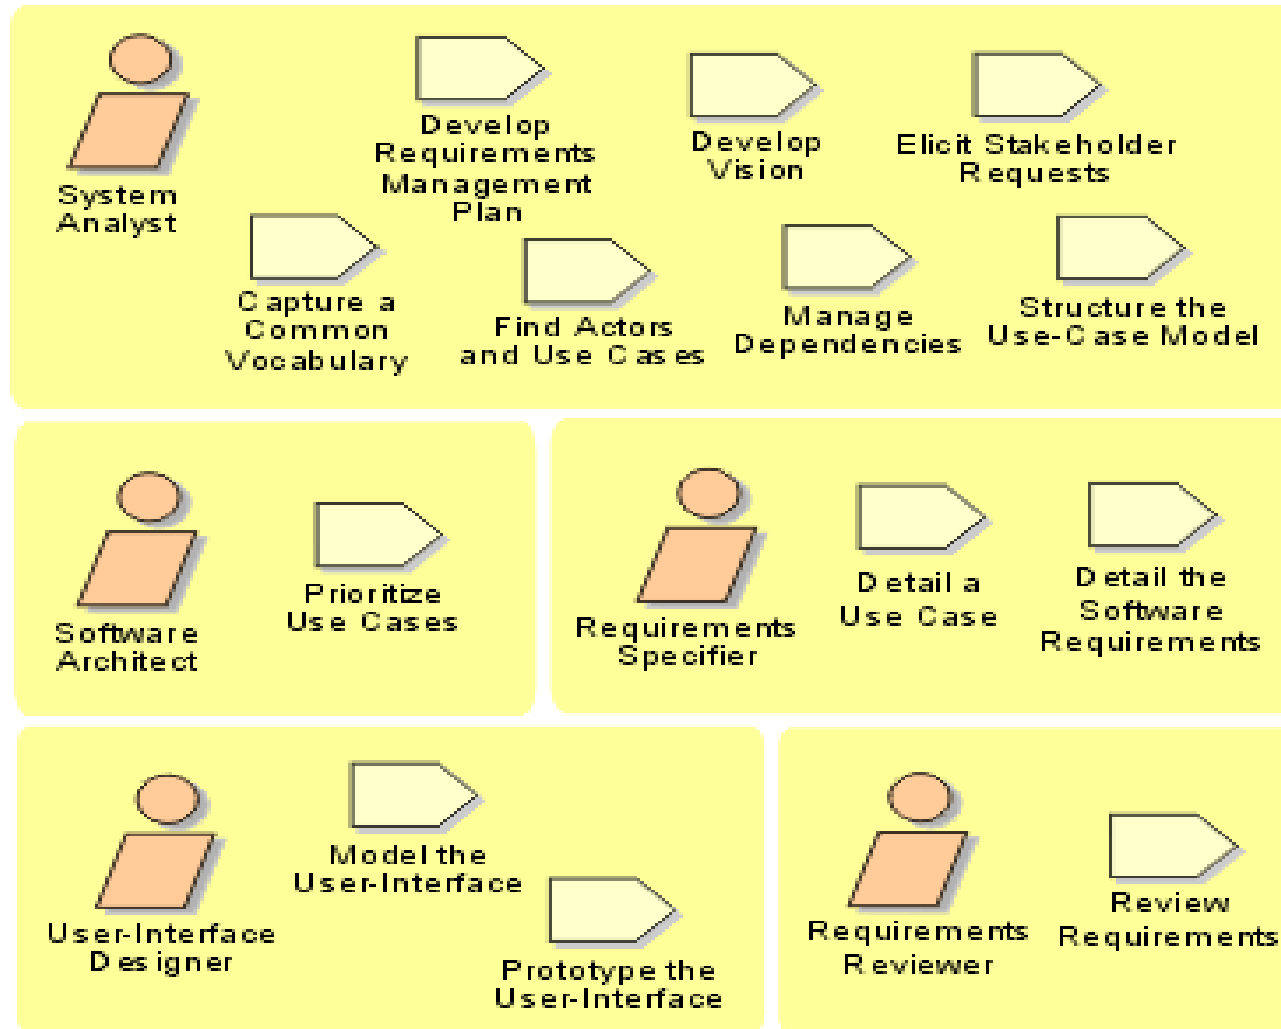 System
Analyst
Develop
Requirements
Management
Plan
Develop
Vision
Elicit Stakeholder
Requests
Capture a
Common
Vocabulary
Find Actors
and Use Cases
Manage
Dependencies
Structure the
Use-Case Model
Software
Architect
Prioritize
Use Cases
Requirements
Specifier
Detail a
Use Case
Detail the
Software
Requirements
User-Interface
Designer
Model the
User-Interface
Prototype the
User-Interface
Requirements
Reviewer
Review
Requirements